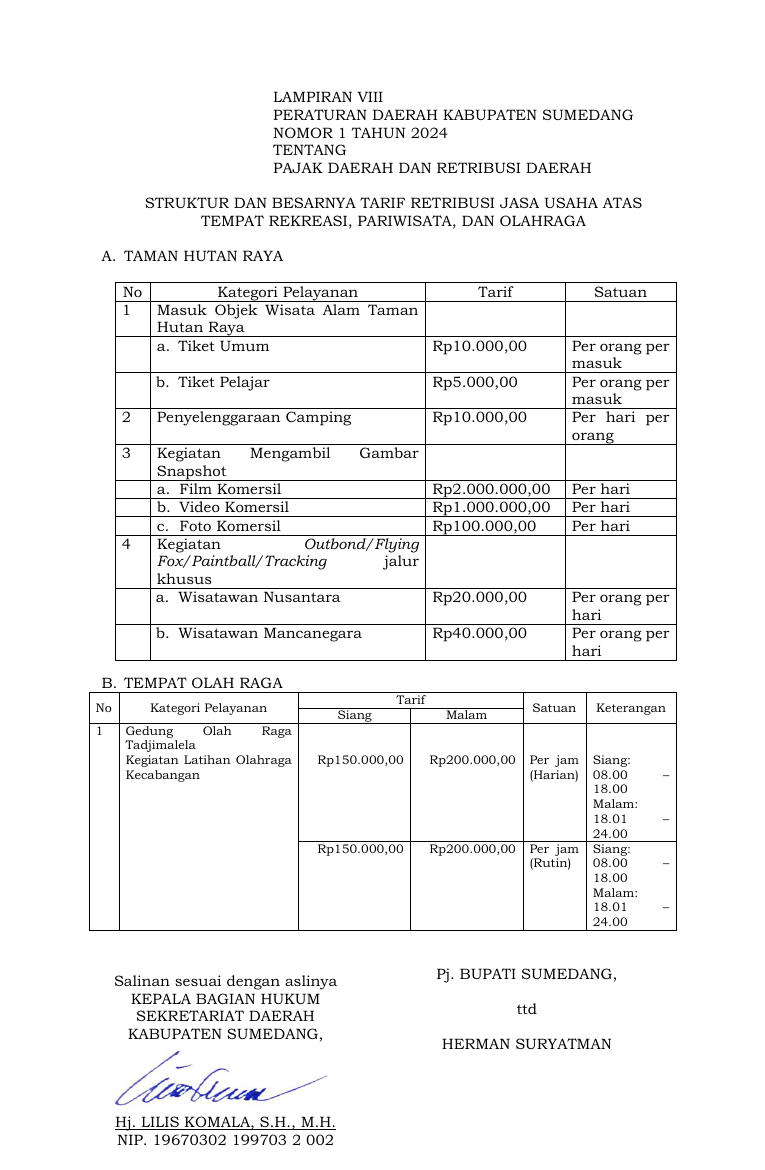 LAMPIRAN VIII
PERATURAN DAERAH KABUPATEN SUMEDANG
NOMOR 1 TAHUN 2024
TENTANG
PAJAK DAERAH DAN RETRIBUSI DAERAH
STRUKTUR DAN BESARNYA TARIF RETRIBUSI JASA USAHA ATAS
TEMPAT REKREASI, PARIWISATA, DAN OLAHRAGA
A. TAMAN HUTAN RAYA
No Kategori Pelayanan Tarif Satuan
1 Masuk Objek Wisata Alam Taman
Hutan Raya
a. Tiket Umum Rp10.000,00 Per orang per
masuk
b. Tiket Pelajar Rp5.000,00 Per orang per
masuk
2 Penyelenggaraan Camping Rp10.000,00 Per hari per
orang
3 Kegiatan Mengambil Gambar
Snapshot
a. Film Komersil Rp2.000.000,00 Per hari
b. Video Komersil Rp1.000.000,00 Per hari
c. Foto Komersil Rp100.000,00 Per hari
4 Kegiatan Outbond/Flying
Fox/Paintball/Tracking jalur
khusus
a. Wisatawan Nusantara Rp20.000,00 Per orang per
hari
b. Wisatawan Mancanegara Rp40.000,00 Per orang per
hari
B. TEMPAT OLAH RAGA
No Kategori Pelayanan Tarif Satuan Keterangan
Siang Malam
1 Gedung Olah Raga
Tadjimalela
Kegiatan Latihan Olahraga Rp150.000,00 Rp200.000,00 Per jam Siang:
Kecabangan (Harian) 08.00 –
18.00
Malam:
18.01 –
24.00
Rp150.000,00 Rp200.000,00 Per jam Siang:
(Rutin) 08.00 –
18.00
Malam:
18.01 –
24.00
Salinan sesuai dengan aslinya
KEPALA BAGIAN HUKUM
SEKRETARIAT DAERAH
KABUPATEN SUMEDANG,
Hj. LILIS KOMALA, S.H., M.H.
NIP. 19670302 199703 2 002
Pj. BUPATI SUMEDANG,
ttd
HERMAN SURYATMAN